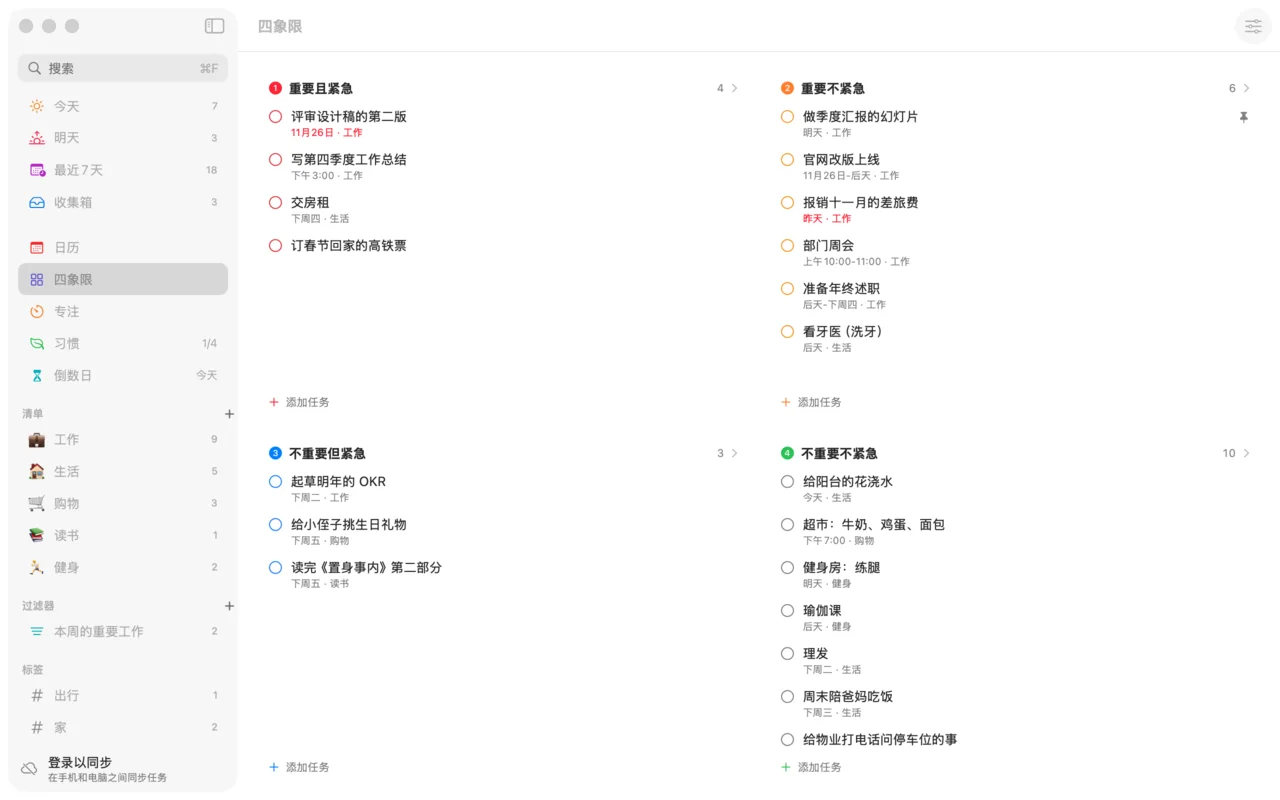 四象限
搜索 ⌘F
今天 7
明天 3
最近7天 18
收集箱 3
日历
四象限
专注
习惯 1/4
倒数日 今天
清单
工作 9
生活 5
购物 3
读书 1
健身 2
过滤器
本周的重要工作 2
标签
出行 1
家 2
登录以同步
在手机和电脑之间同步任务
1 重要且紧急 4
评审设计稿的第二版
11月26日 · 工作
写第四季度工作总结
下午3:00 · 工作
交房租
下周四 · 生活
订春节回家的高铁票
添加任务
2 重要不紧急 6
做季度汇报的幻灯片
明天 · 工作
官网改版上线
11月26日-后天 · 工作
报销十一月的差旅费
昨天 · 工作
部门周会
上午10:00-11:00 · 工作
准备年终述职
后天-下周四 · 工作
看牙医（洗牙）
后天 · 生活
添加任务
3 不重要但紧急 3
起草明年的 OKR
下周二 · 工作
给小侄子挑生日礼物
下周五 · 购物
读完《置身事内》第二部分
下周五 · 读书
添加任务
4 不重要不紧急 10
给阳台的花浇水
今天 · 生活
超市：牛奶、鸡蛋、面包
下午7:00 · 购物
健身房：练腿
明天 · 健身
瑜伽课
后天 · 健身
理发
下周二 · 生活
周末陪爸妈吃饭
下周三 · 生活
给物业打电话问停车位的事
添加任务